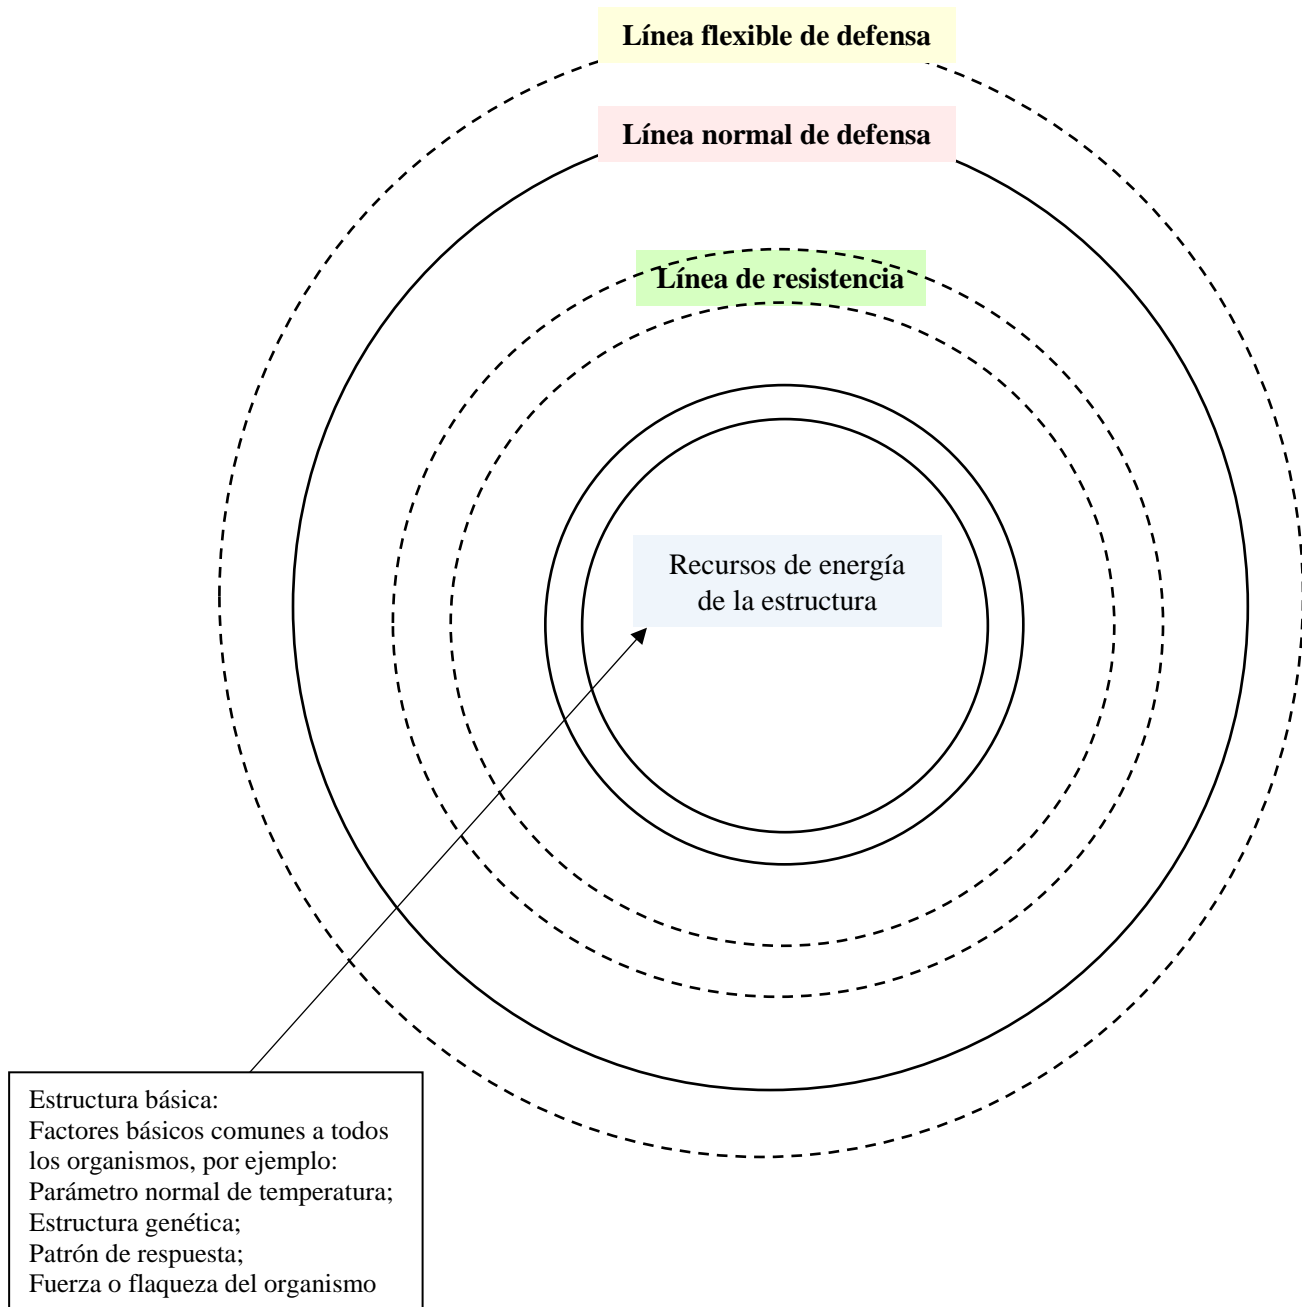 Línea flexible de defensa
Línea normal de defensa
Línea de resistencia
Recursos de energía
de la estructura
Estructura básica:
Factores básicos comunes a todos
los organismos, por ejemplo:
Parámetro normal de temperatura;
Estructura genética;
Patrón de respuesta;
Fuerza o flaqueza del organismo